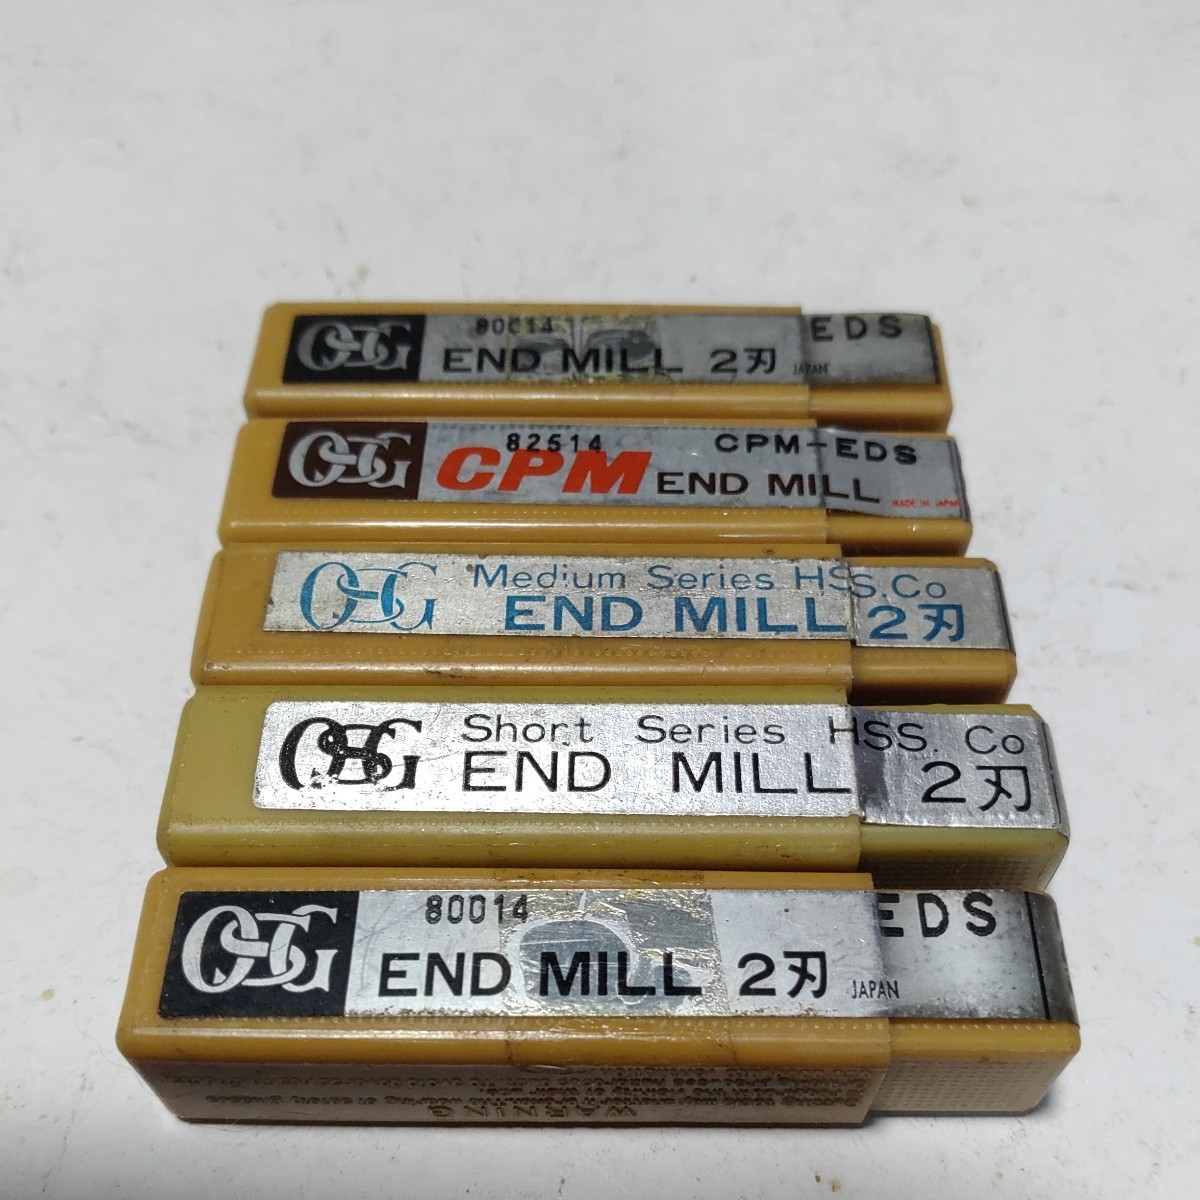 OSG 80014 EDS
END MILL 2刃 JAPAN
OSG 82514 CPM-EDS
CPM END MILL MADE IN JAPAN
OSG Medium Series HSS.Co
END MILL 2刃
OSG Short Series HSS. Co
END MILL 2刃
OSG 80014 EDS
END MILL 2刃 JAPAN
WARNING